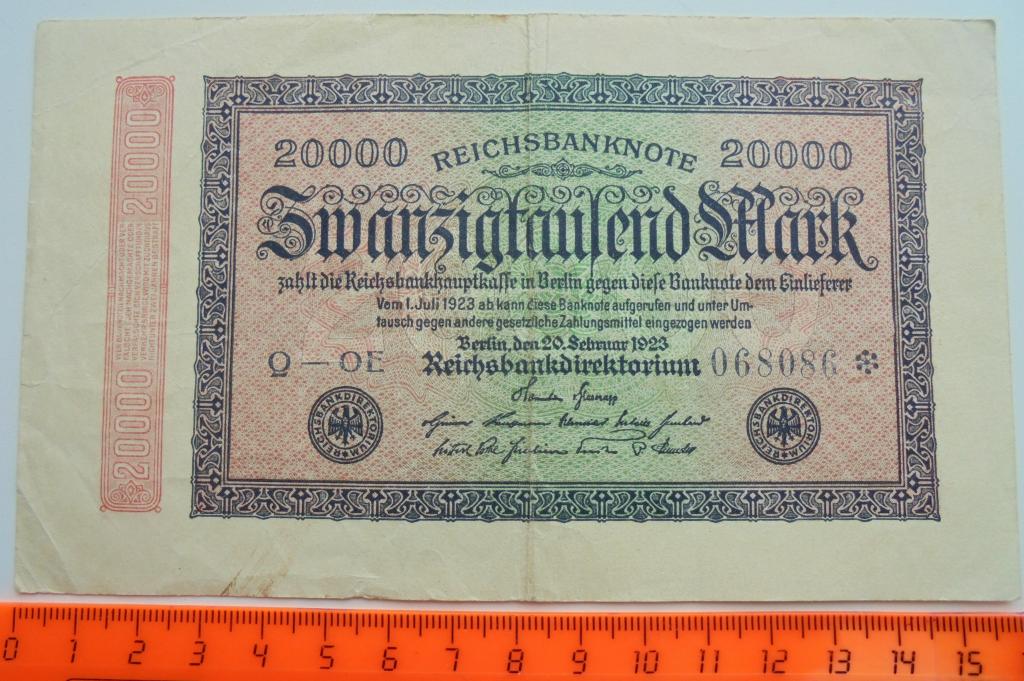 20000 REICHSBANKNOTE 20000
Zwanzigtausend Mark
zahlt die Reichsbankhauptkasse in Berlin gegen diese Banknote dem Einlieferer
Vom 1. Juli 1923 ab kann diese Banknote aufgerufen und unter Um-
tausch gegen andere gesetzliche Zahlungsmittel eingezogen werden
Berlin, den 20. Februar 1923
Q — OE Reichsbankdirektorium 068086 ✻
REICHSBANKDIREKTORIUM
REICHSBANKDIREKTORIUM
20000
20000
0 1 2 3 4 5 6 7 8 9 10 11 12 13 14 15